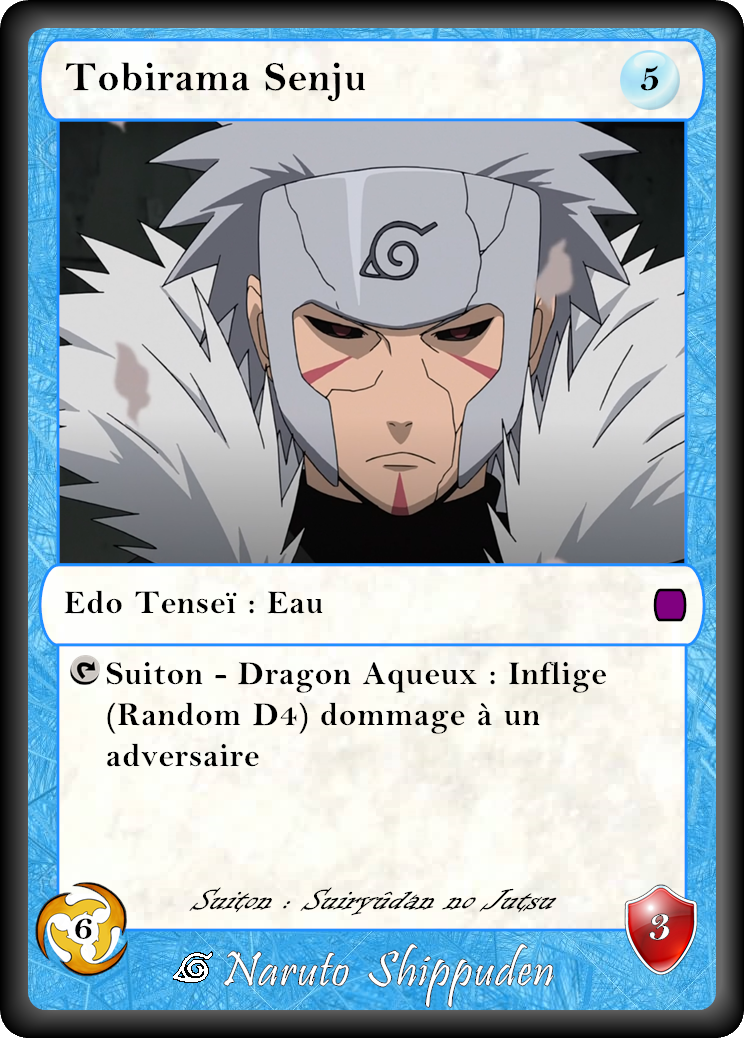 Tobirama Senju
5
Edo Tenseï : Eau
Suiton - Dragon Aqueux : Inflige
(Random D4) dommage à un
adversaire
Suiton : Suiryûdan no Jutsu
6
3
Naruto Shippuden